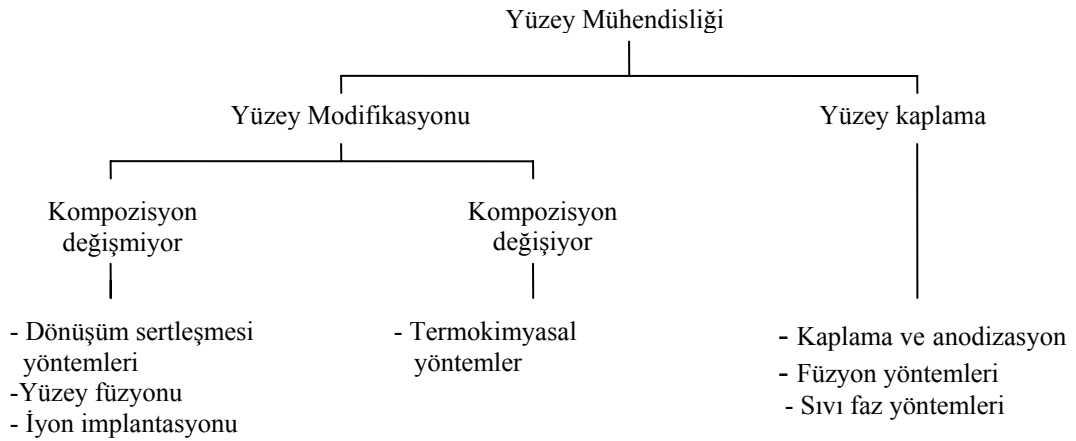 Yüzey Mühendisliği
Yüzey Modifikasyonu
Yüzey kaplama
Kompozisyon
değişmiyor
Kompozisyon
değişiyor
- Dönüşüm sertleşmesi
yöntemleri
-Yüzey füzyonu
- İyon implantasyonu
- Termokimyasal
yöntemler
- Kaplama ve anodizasyon
- Füzyon yöntemleri
- Sıvı faz yöntemleri